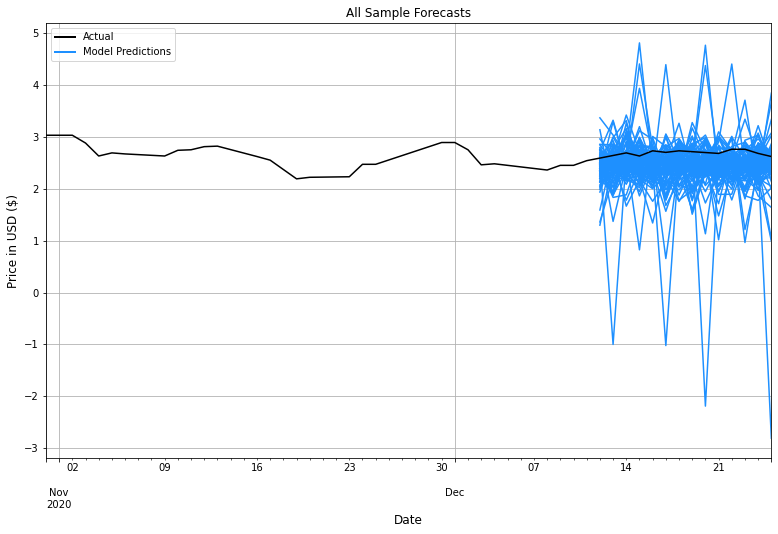 All Sample Forecasts
Actual
Model Predictions
Price in USD ($)
5
4
3
2
1
0
−1
−2
−3
02 09 16 23 30 07 14 21
Nov Dec
2020
Date